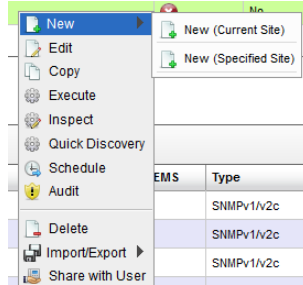 No
New
New (Current Site)
Edit
New (Specified Site)
Copy
Execute
Inspect
Quick Discovery
Schedule
EMS
Type
Audit
SNMPv1/v2c
Delete
SNMPv1/v2c
Import/Export
Share with User
SNMPv1/v2c